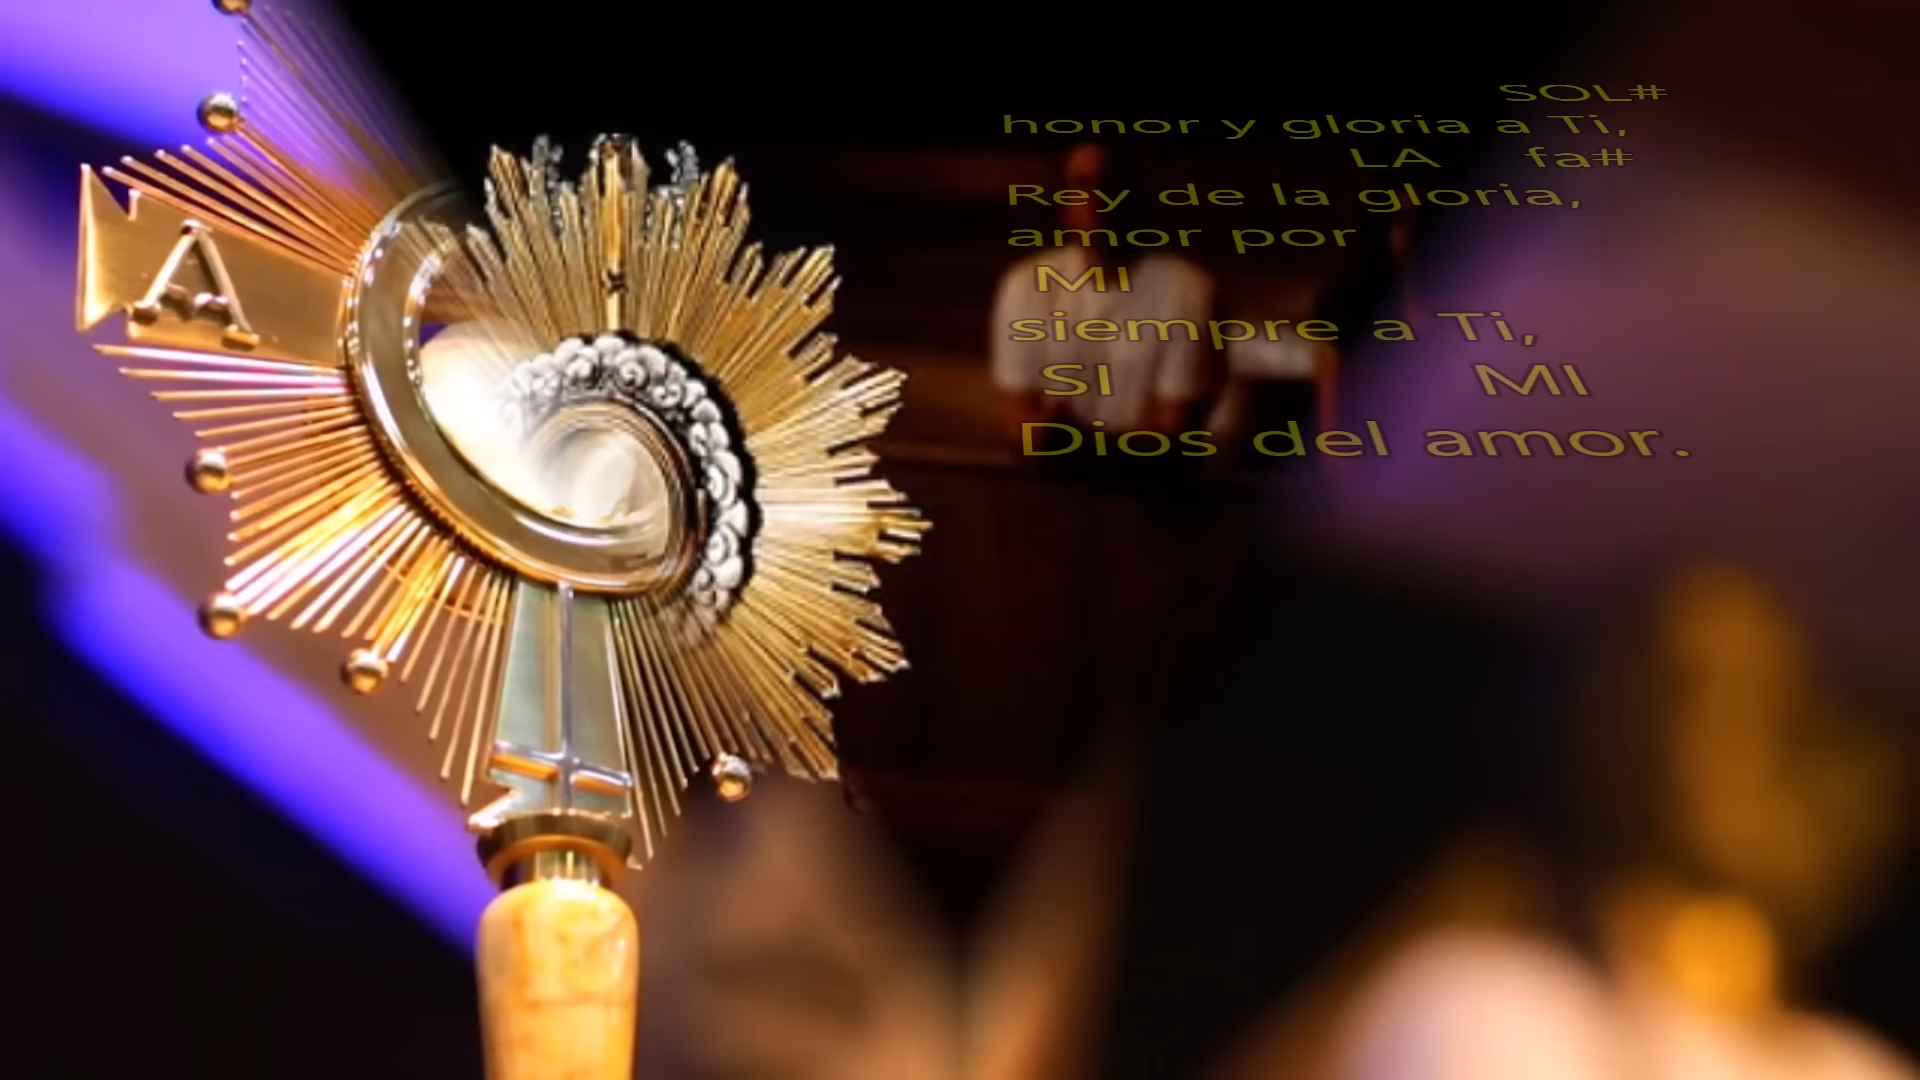 SOL#
honor y gloria a Ti,
LA fa#
Rey de la gloria,
amor por
MI
siempre a Ti,
SI MI
Dios del amor.
A